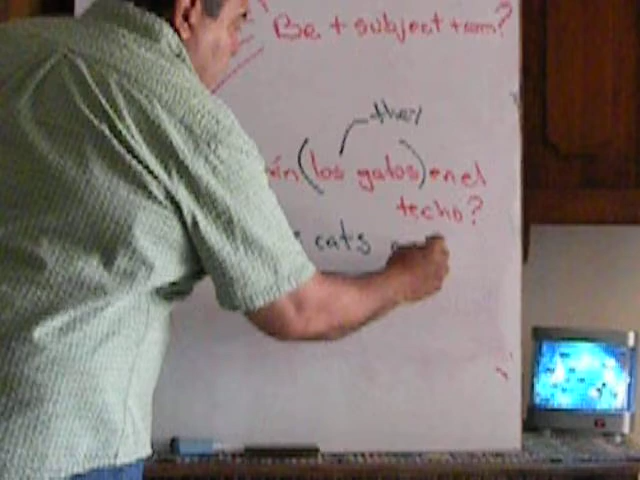 Be + subject + com?
they
(los gatos) en el
techo?
cats